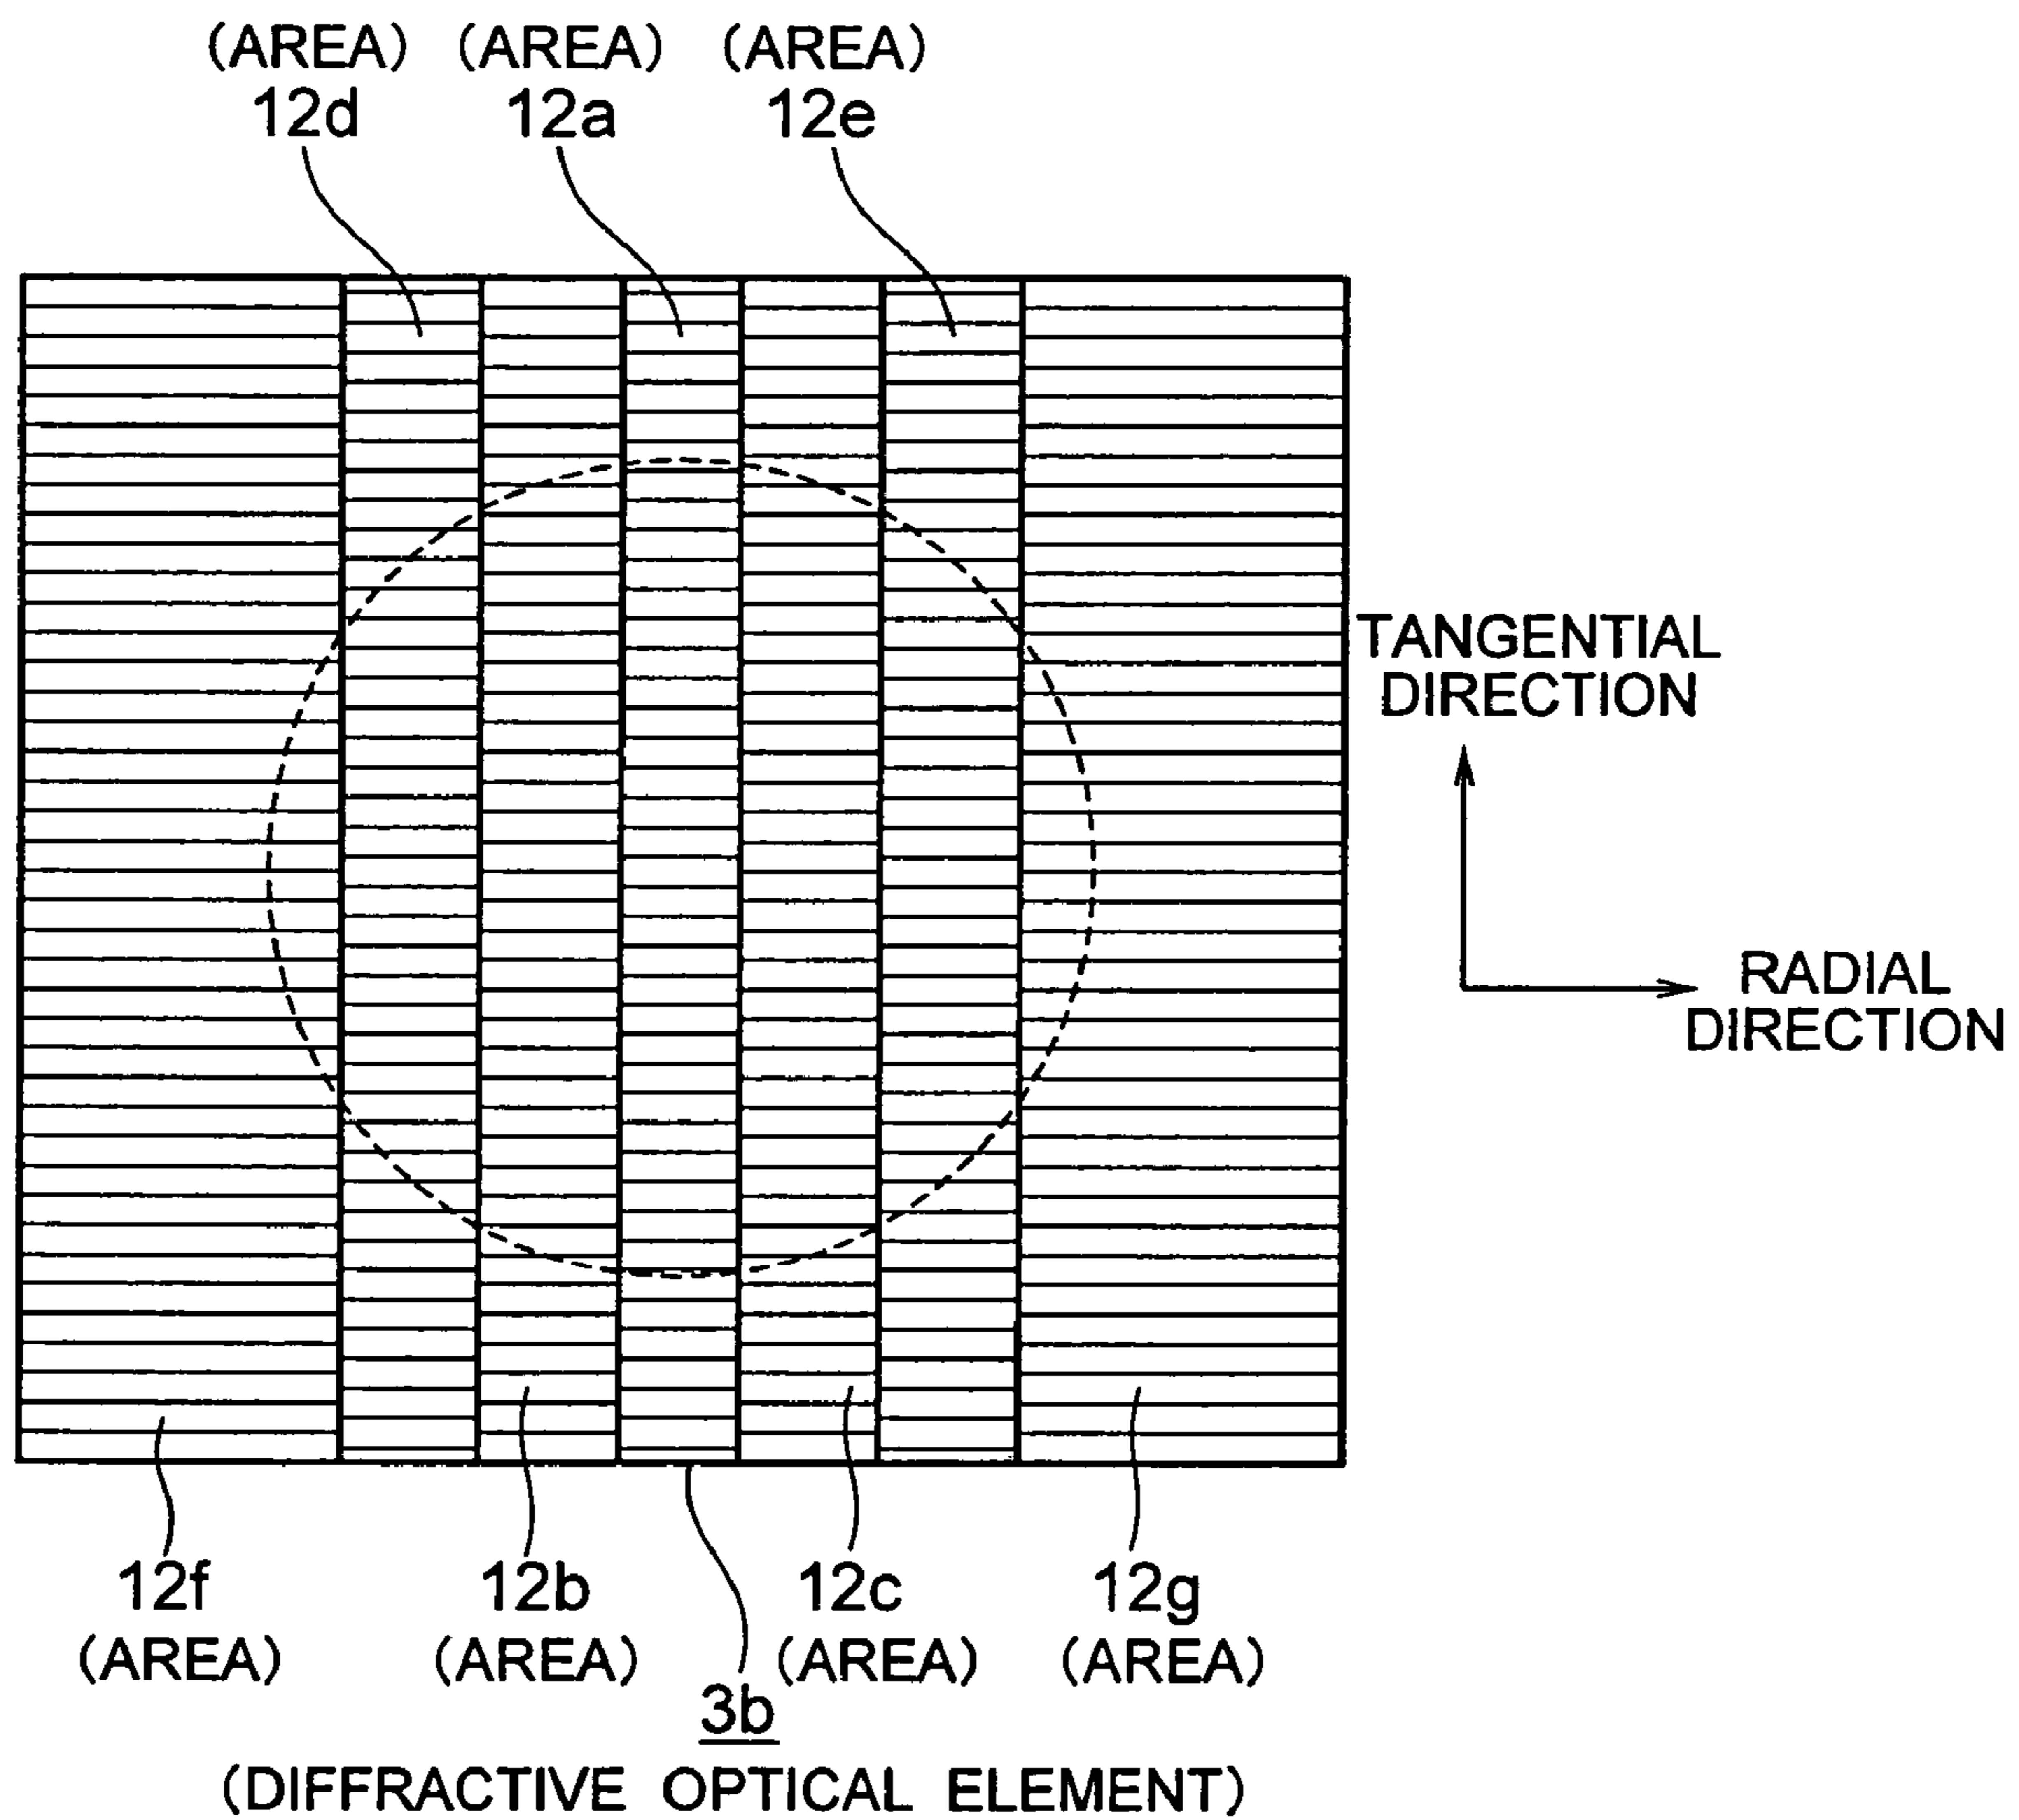 (AREA) (AREA) (AREA)
12d 12a 12e
TANGENTIAL
DIRECTION
RADIAL
DIRECTION
12f 12b 12c 12g
(AREA) (AREA) (AREA) (AREA)
3b
(DIFFRACTIVE OPTICAL ELEMENT)